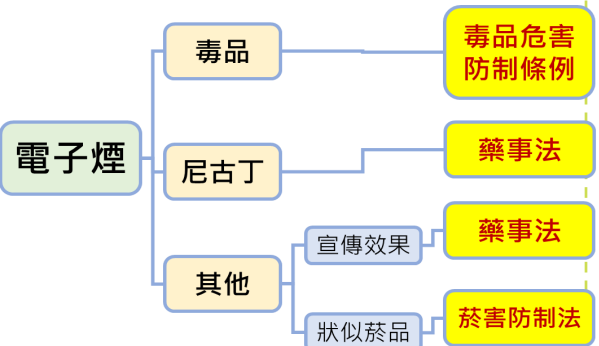 電子煙
毒品
毒品危害
防制條例
尼古丁
藥事法
其他
宣傳效果
藥事法
狀似菸品
菸害防制法